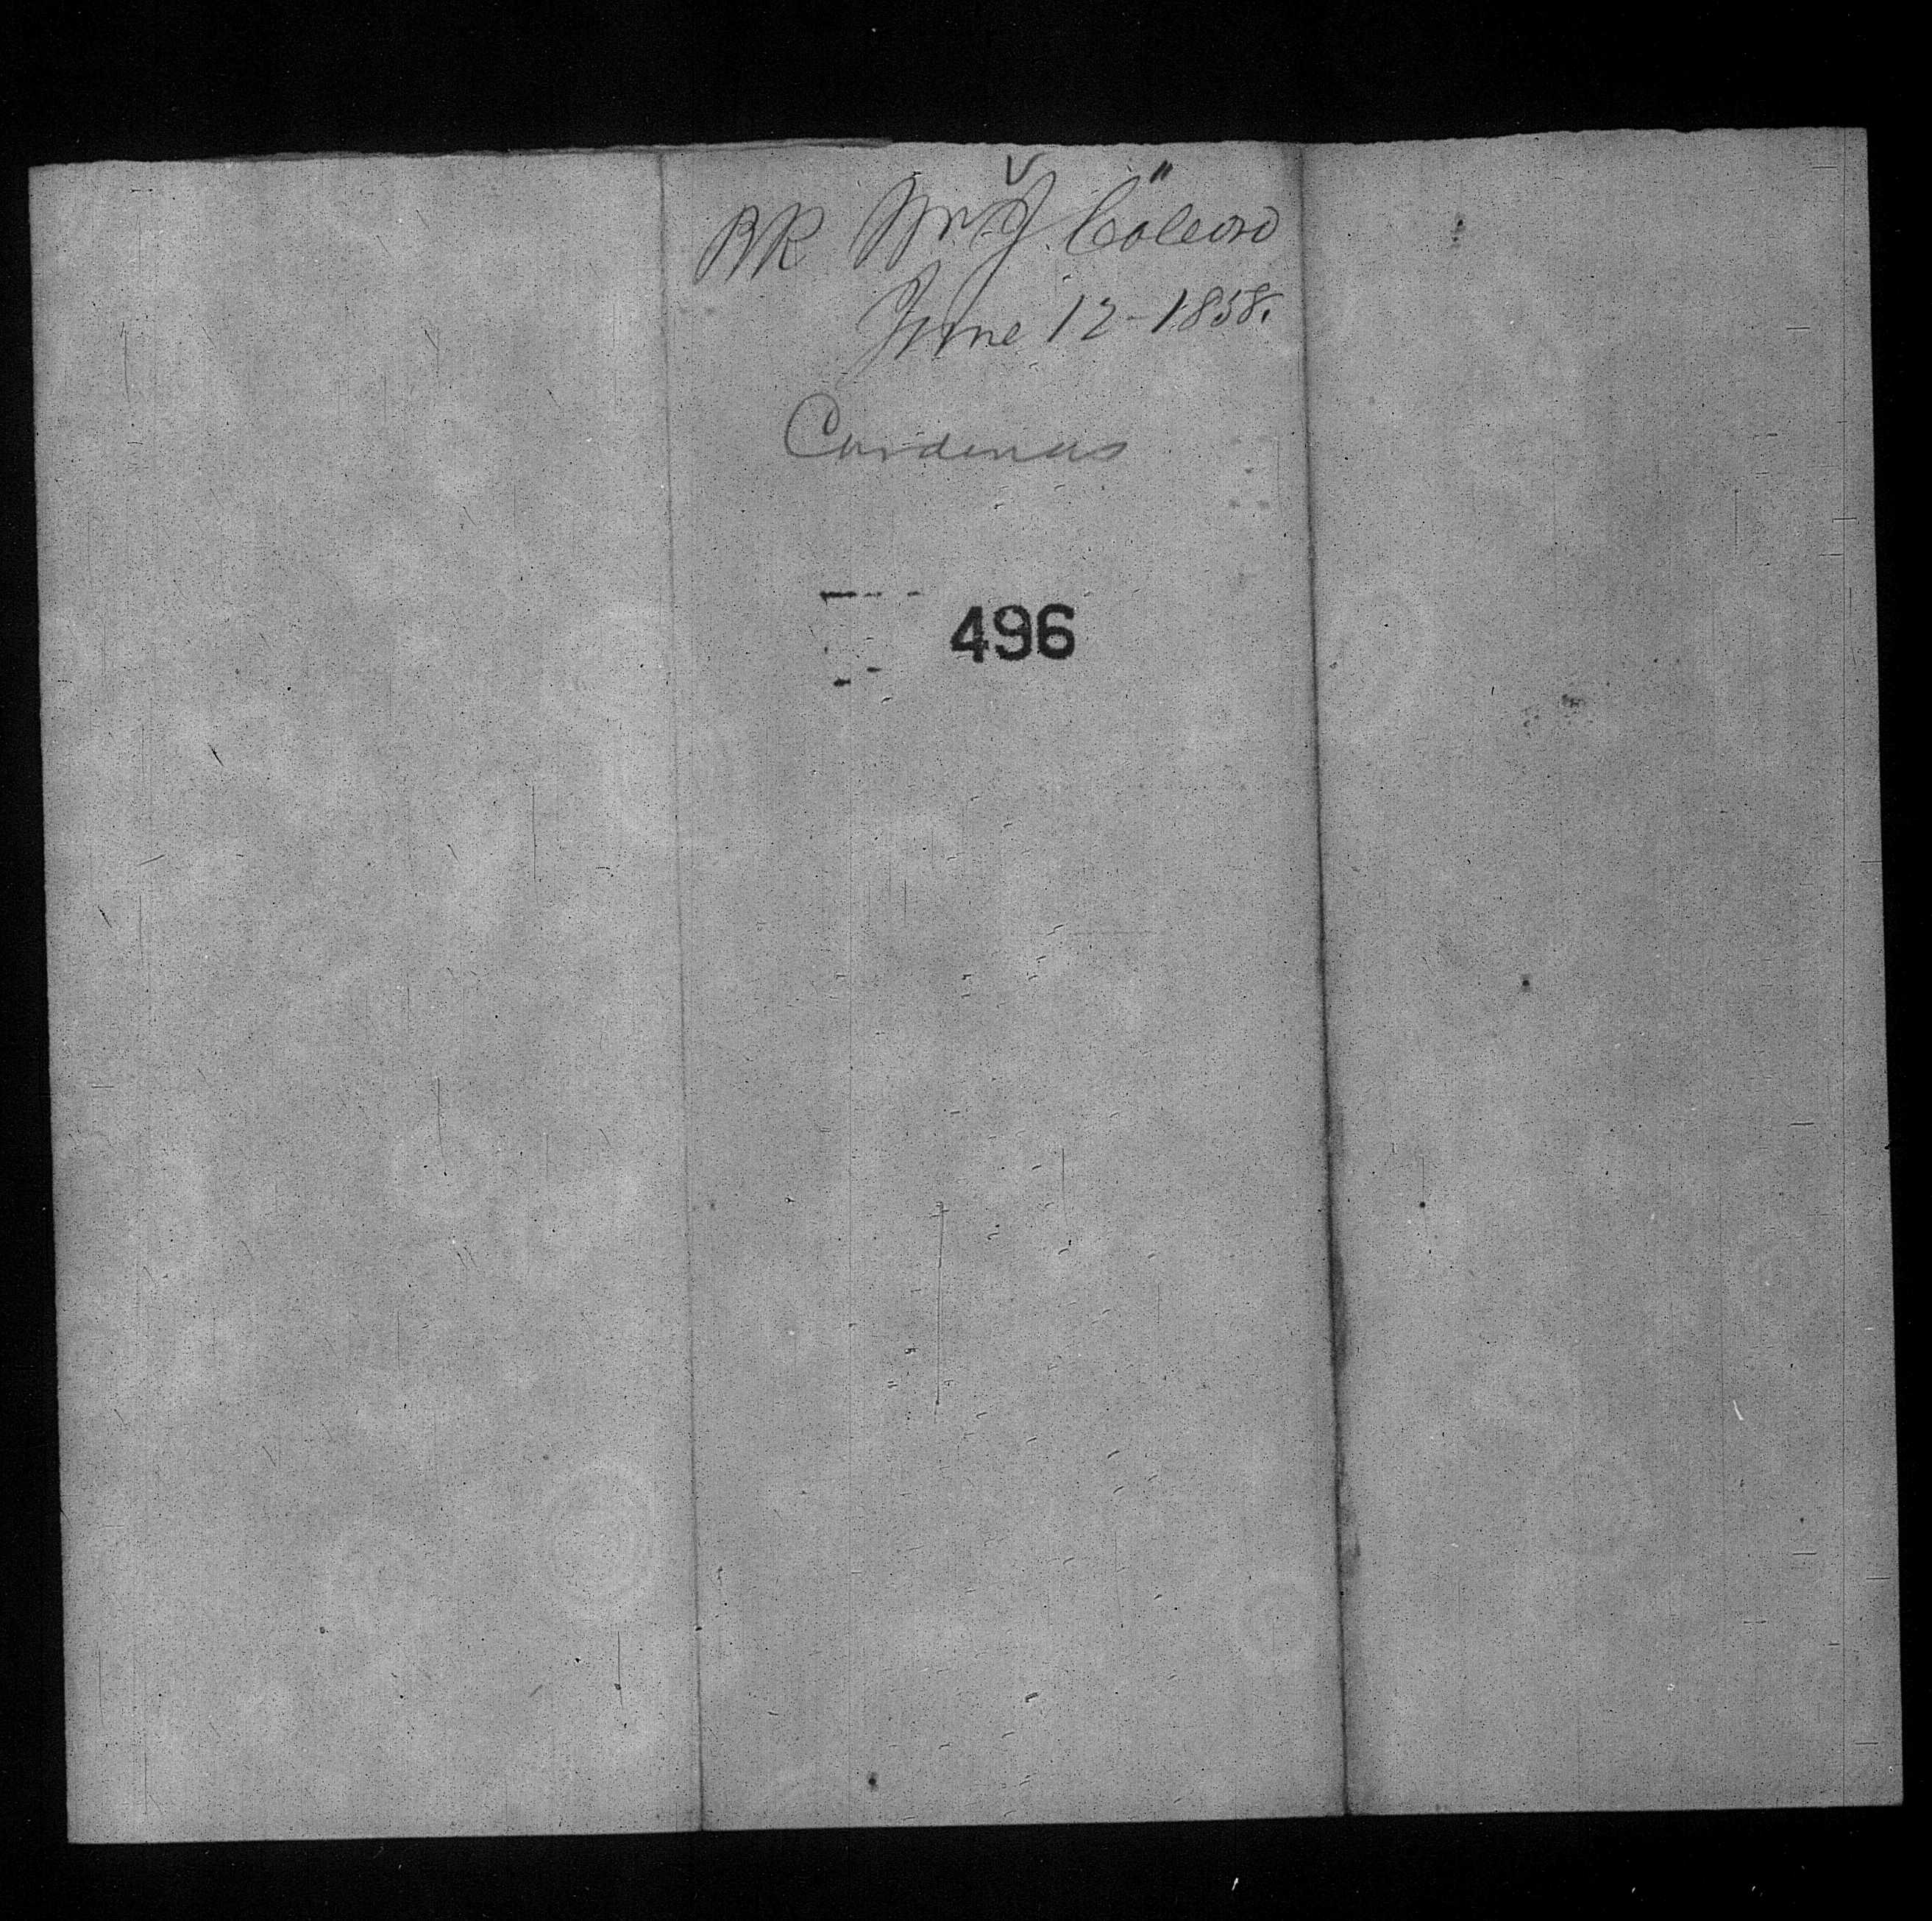 BR Wm J. Colcord
June 12-1858.
Cardenas
496